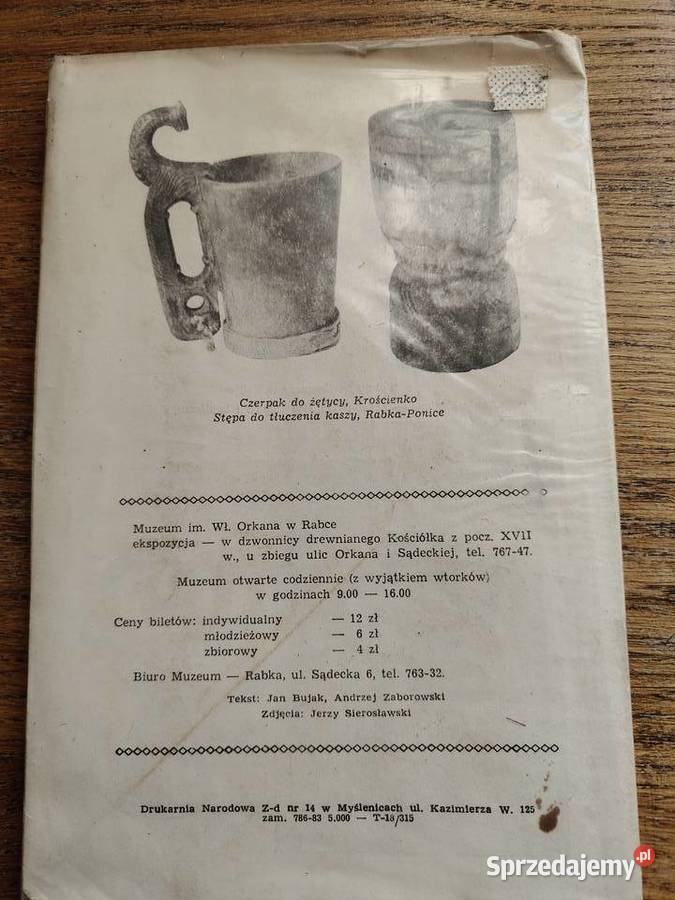 Czerpak do żętycy, Krościenko
Stępa do tłuczenia kaszy, Rabka-Ponice
Muzeum im. Wł. Orkana w Rabce
ekspozycja — w dzwonnicy drewnianego Kościółka z pocz. XVII
w., u zbiegu ulic Orkana i Sądeckiej, tel. 767-47.
Muzeum otwarte codziennie (z wyjątkiem wtorków)
w godzinach 9.00 — 16.00
Ceny biletów: indywidualny — 12 zł
młodzieżowy — 6 zł
zbiorowy — 4 zł
Biuro Muzeum — Rabka, ul. Sądecka 6, tel. 763-32.
Tekst: Jan Bujak, Andrzej Zaborowski
Zdjęcia: Jerzy Sierosławski
Drukarnia Narodowa Z-d nr 14 w Myślenicach ul. Kazimierza W. 125
zam. 786-83 5.000 — T-18/315
Sprzedajemy.pl